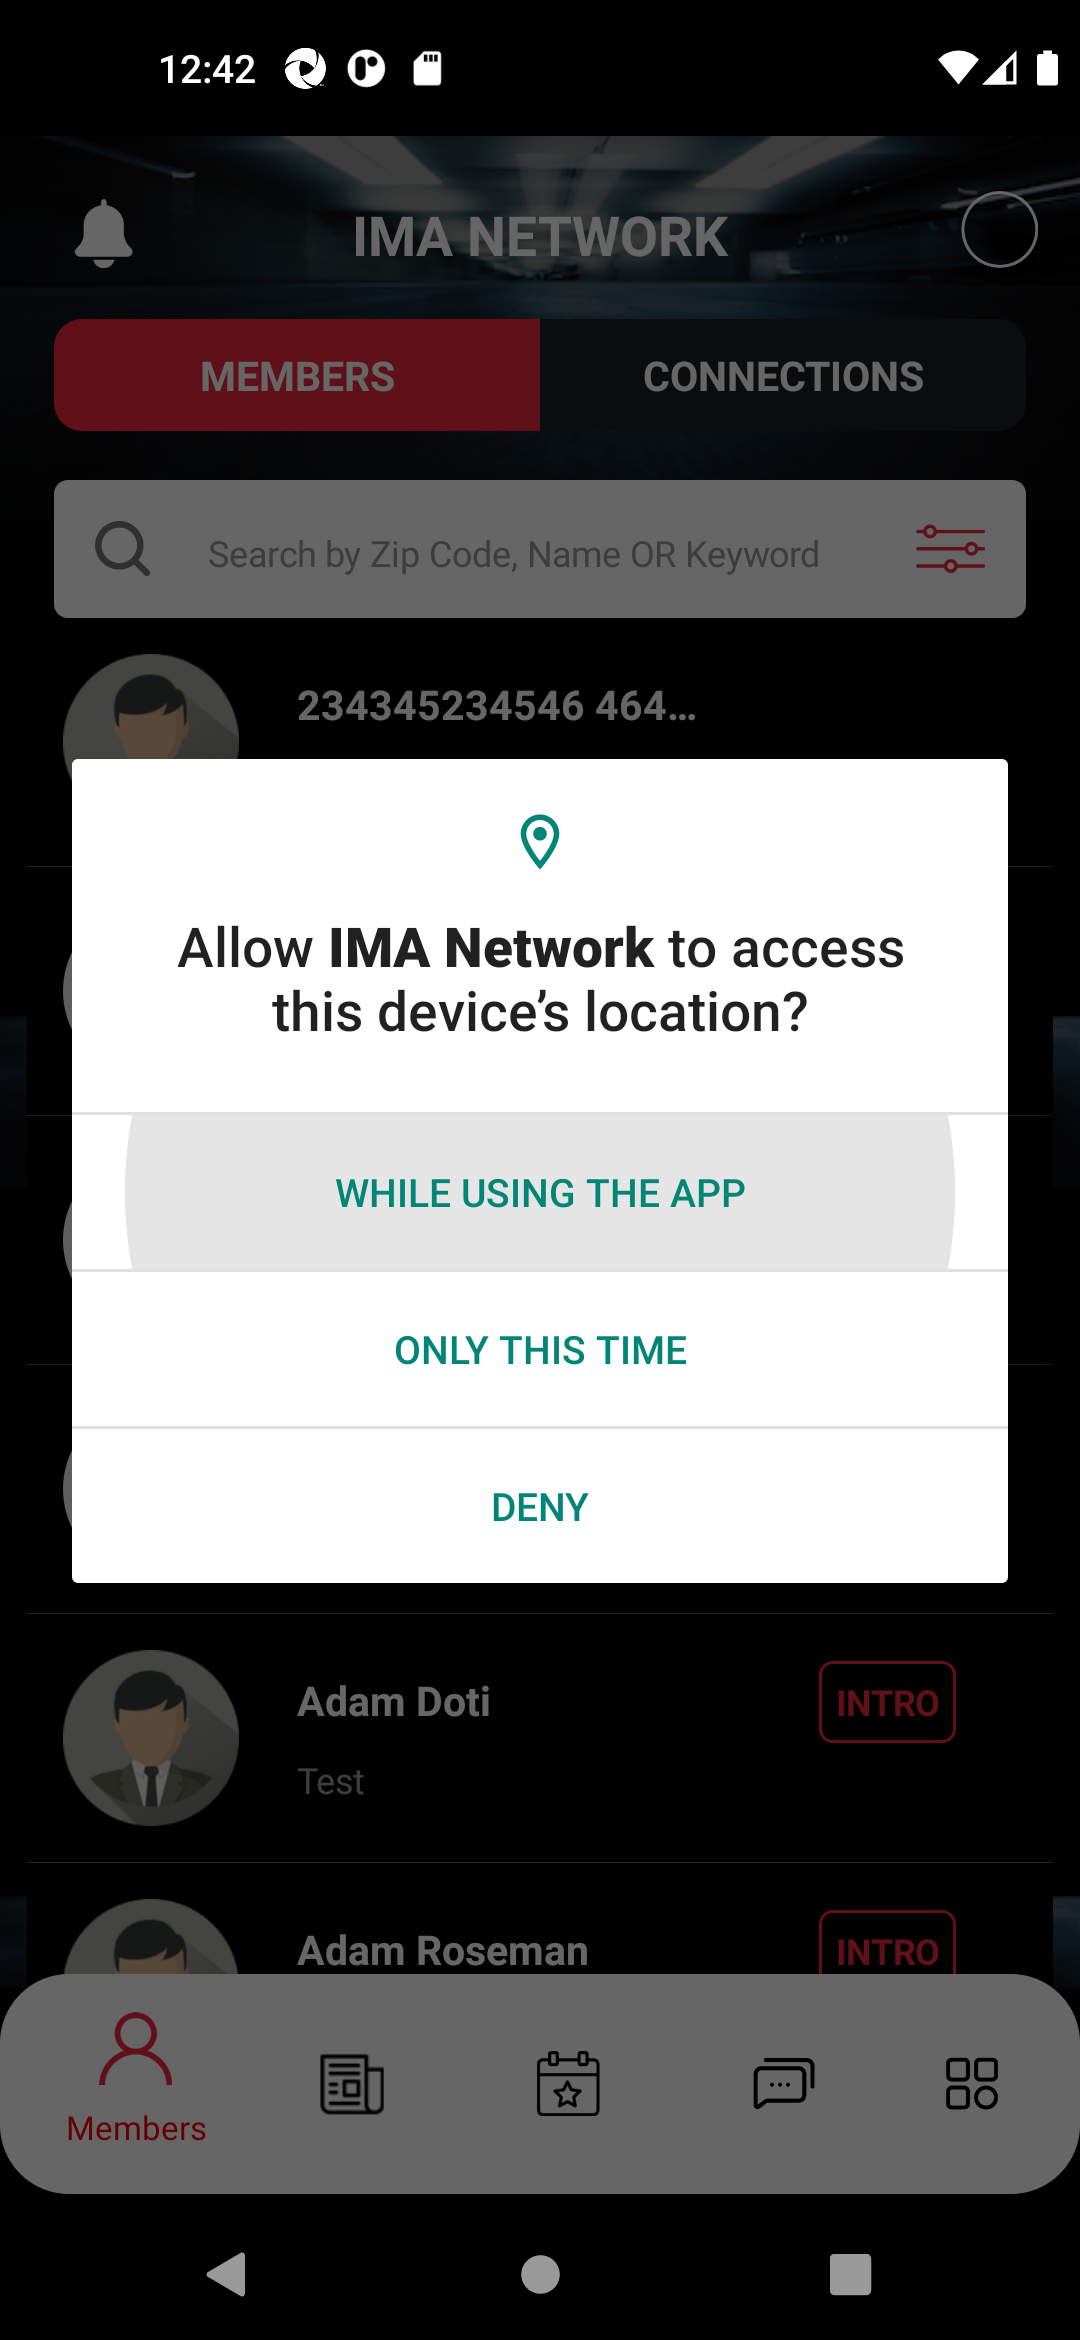 12:42
IMA NETWORK
MEMBERS
CONNECTIONS
Search by Zip Code, Name OR Keyword
234345234546 464...
Allow IMA Network to access
this device’s location?
WHILE USING THE APP
ONLY THIS TIME
DENY
Adam Doti
INTRO
Test
Adam Roseman
INTRO
Members